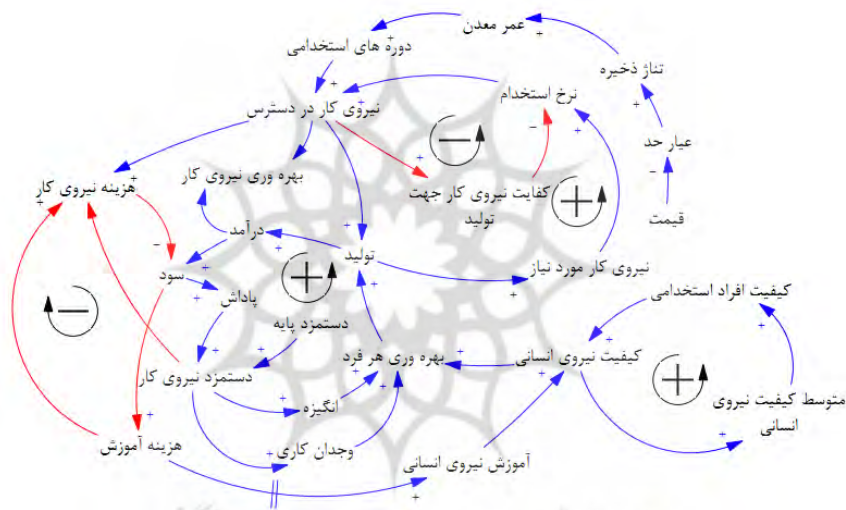 عمر معدن
دوره های استخدامی
تناژ ذخیره
نرخ استخدام
نیروی کار در دسترس
عیار حد
بهره وری نیروی کار
کفایت نیروی کار جهت
تولید
هزینه نیروی کار
قیمت
درآمد
تولید
نیروی کار مورد نیاز
سود
پاداش
کیفیت افراد استخدامی
دستمزد پایه
بهره وری هر فرد
کیفیت نیروی انسانی
دستمزد نیروی کار
انگیزه
متوسط کیفیت نیروی
انسانی
وجدان کاری
هزینه آموزش
آموزش نیروی انسانی